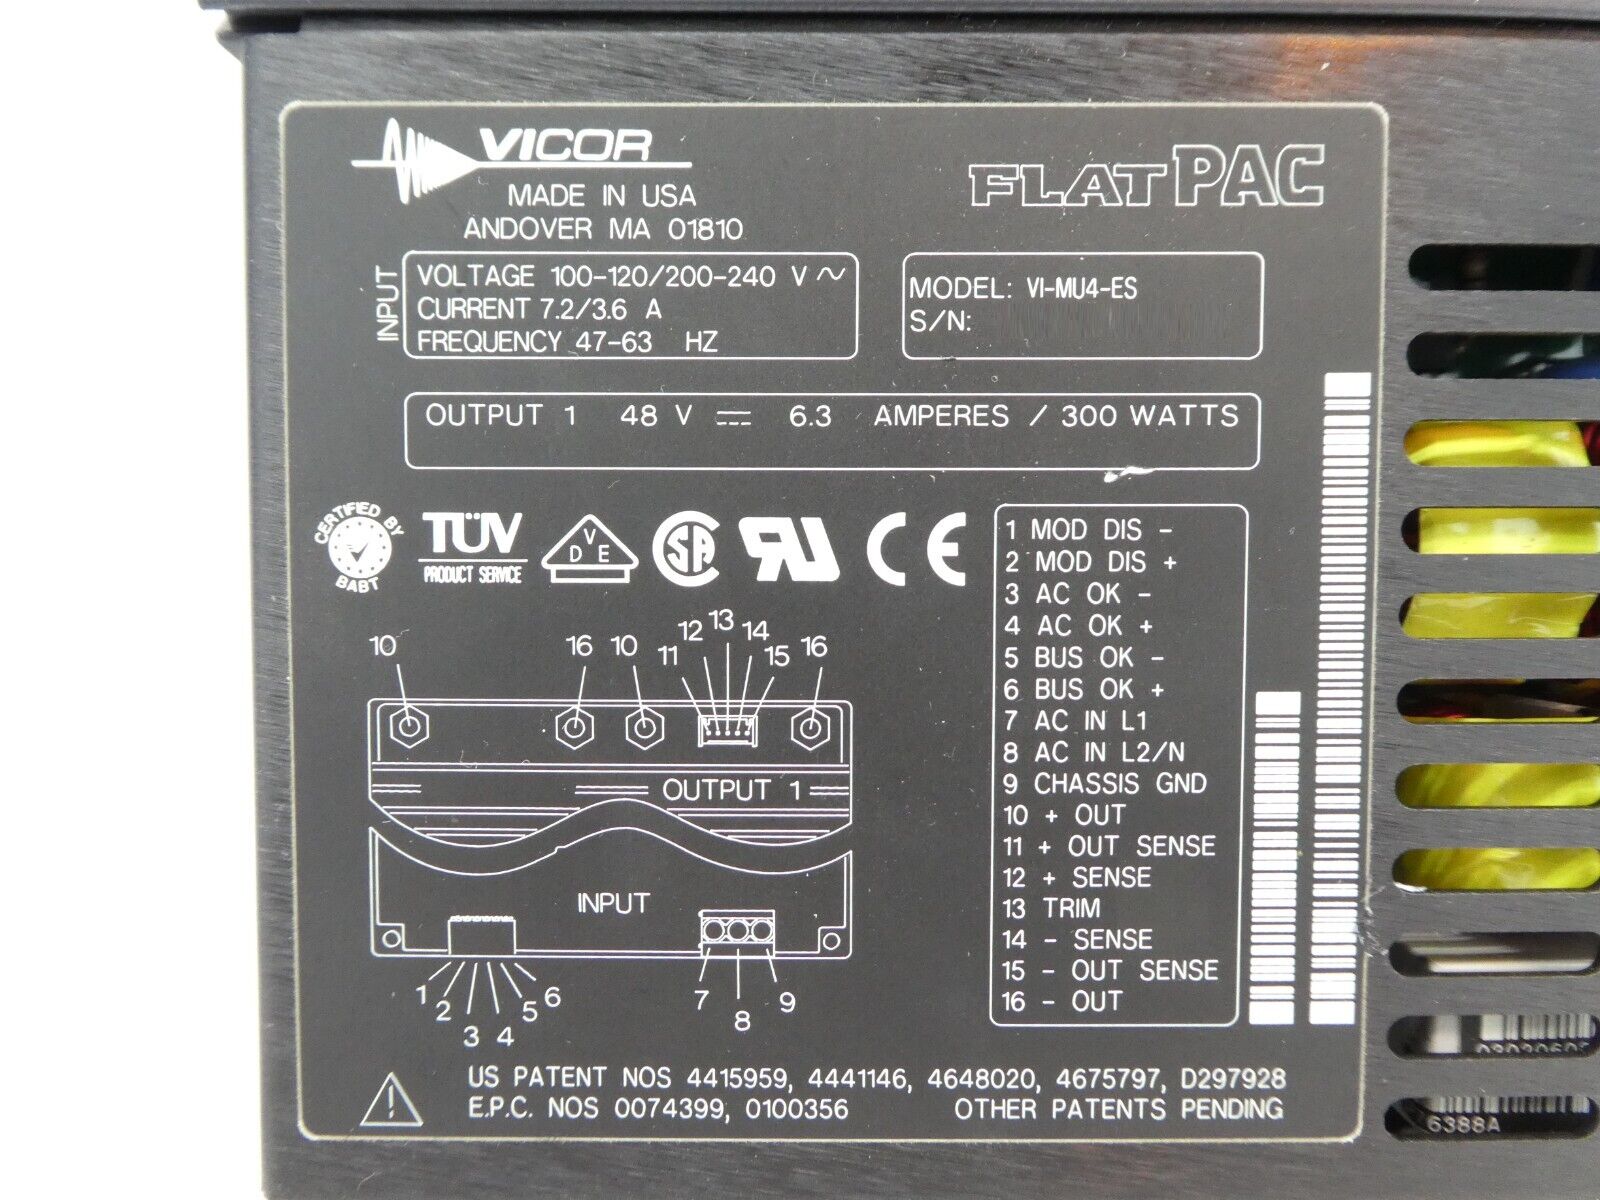 VICOR
MADE IN USA
ANDOVER MA 01810
FLATPAC
INPUT
VOLTAGE 100-120/200-240 V ~
CURRENT 7.2/3.6 A
FREQUENCY 47-63 HZ
MODEL: VI-MU4-ES
S/N:
OUTPUT 1 48 V ⎓ 6.3 AMPERES / 300 WATTS
CERTIFIED BY
BABT
TÜV
PRODUCT SERVICE
DVE
SA
RU
CE
1 MOD DIS -
2 MOD DIS +
3 AC OK -
4 AC OK +
5 BUS OK -
6 BUS OK +
7 AC IN L1
8 AC IN L2/N
9 CHASSIS GND
10 + OUT
11 + OUT SENSE
12 + SENSE
13 TRIM
14 - SENSE
15 - OUT SENSE
16 - OUT
10 16 10 11 12 13 14 15 16
OUTPUT 1
INPUT
1 2 3 4 5 6 7 8 9
US PATENT NOS 4415959, 4441146, 4648020, 4675797, D297928
E.P.C. NOS 0074399, 0100356 OTHER PATENTS PENDING
6388A